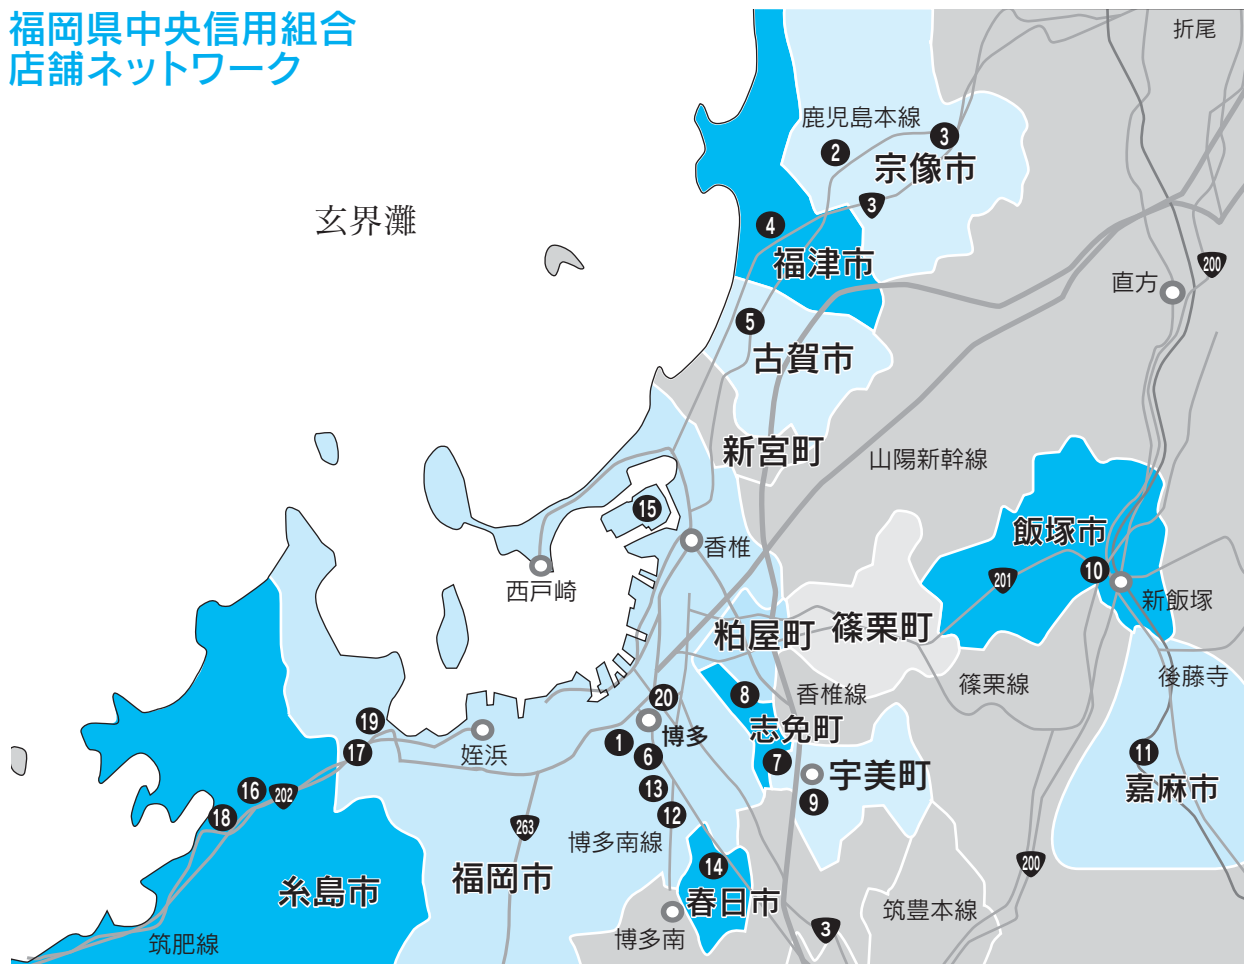 福岡県中央信用組合
店舗ネットワーク
折尾
鹿児島本線
2
3
宗像市
3
玄界灘
4
福津市
200
直方
5
古賀市
新宮町
山陽新幹線
15
飯塚市
香椎
10
201
西戸崎
新飯塚
粕屋町
篠栗町
後藤寺
8
香椎線
篠栗線
20
19
志免町
博多
1
17
姪浜
6
7
11
宇美町
13
嘉麻市
16
202
9
12
18
263
博多南線
14
200
福岡市
糸島市
春日市
筑豊本線
3
博多南
筑肥線